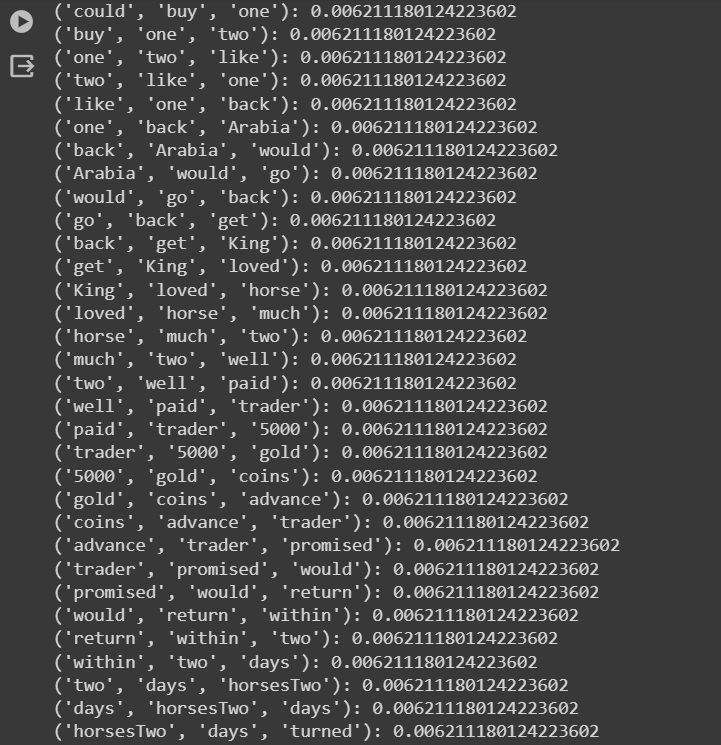 ('could', 'buy', 'one'): 0.006211180124223602
('buy', 'one', 'two'): 0.006211180124223602
('one', 'two', 'like'): 0.006211180124223602
('two', 'like', 'one'): 0.006211180124223602
('like', 'one', 'back'): 0.006211180124223602
('one', 'back', 'Arabia'): 0.006211180124223602
('back', 'Arabia', 'would'): 0.006211180124223602
('Arabia', 'would', 'go'): 0.006211180124223602
('would', 'go', 'back'): 0.006211180124223602
('go', 'back', 'get'): 0.006211180124223602
('back', 'get', 'King'): 0.006211180124223602
('get', 'King', 'loved'): 0.006211180124223602
('King', 'loved', 'horse'): 0.006211180124223602
('loved', 'horse', 'much'): 0.006211180124223602
('horse', 'much', 'two'): 0.006211180124223602
('much', 'two', 'well'): 0.006211180124223602
('two', 'well', 'paid'): 0.006211180124223602
('well', 'paid', 'trader'): 0.006211180124223602
('paid', 'trader', '5000'): 0.006211180124223602
('trader', '5000', 'gold'): 0.006211180124223602
('5000', 'gold', 'coins'): 0.006211180124223602
('gold', 'coins', 'advance'): 0.006211180124223602
('coins', 'advance', 'trader'): 0.006211180124223602
('advance', 'trader', 'promised'): 0.006211180124223602
('trader', 'promised', 'would'): 0.006211180124223602
('promised', 'would', 'return'): 0.006211180124223602
('would', 'return', 'within'): 0.006211180124223602
('return', 'within', 'two'): 0.006211180124223602
('within', 'two', 'days'): 0.006211180124223602
('two', 'days', 'horsesTwo'): 0.006211180124223602
('days', 'horsesTwo', 'days'): 0.006211180124223602
('horsesTwo', 'days', 'turned'): 0.006211180124223602